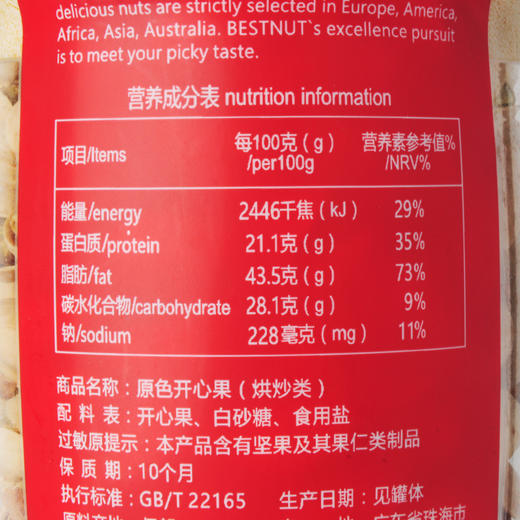 delicious nuts are strictly selected in Europe, America,
Africa, Asia, Australia. BESTNUT`s excellence pursuit
is to meet your picky taste.
营养成分表 nutrition information
项目/Items 每100克(g)/per100g 营养素参考值%/NRV%
能量/energy 2446千焦(kJ) 29%
蛋白质/protein 21.1克(g) 35%
脂肪/fat 43.5克(g) 73%
碳水化合物/carbohydrate 28.1克(g) 9%
钠/sodium 228毫克(mg) 11%
商品名称:原色开心果(烘炒类)
配料表:开心果、白砂糖、食用盐
过敏原提示:本产品含有坚果及其果仁类制品
保质期:10个月
执行标准:GB/T 22165 生产日期:见罐体
广东省珠海市